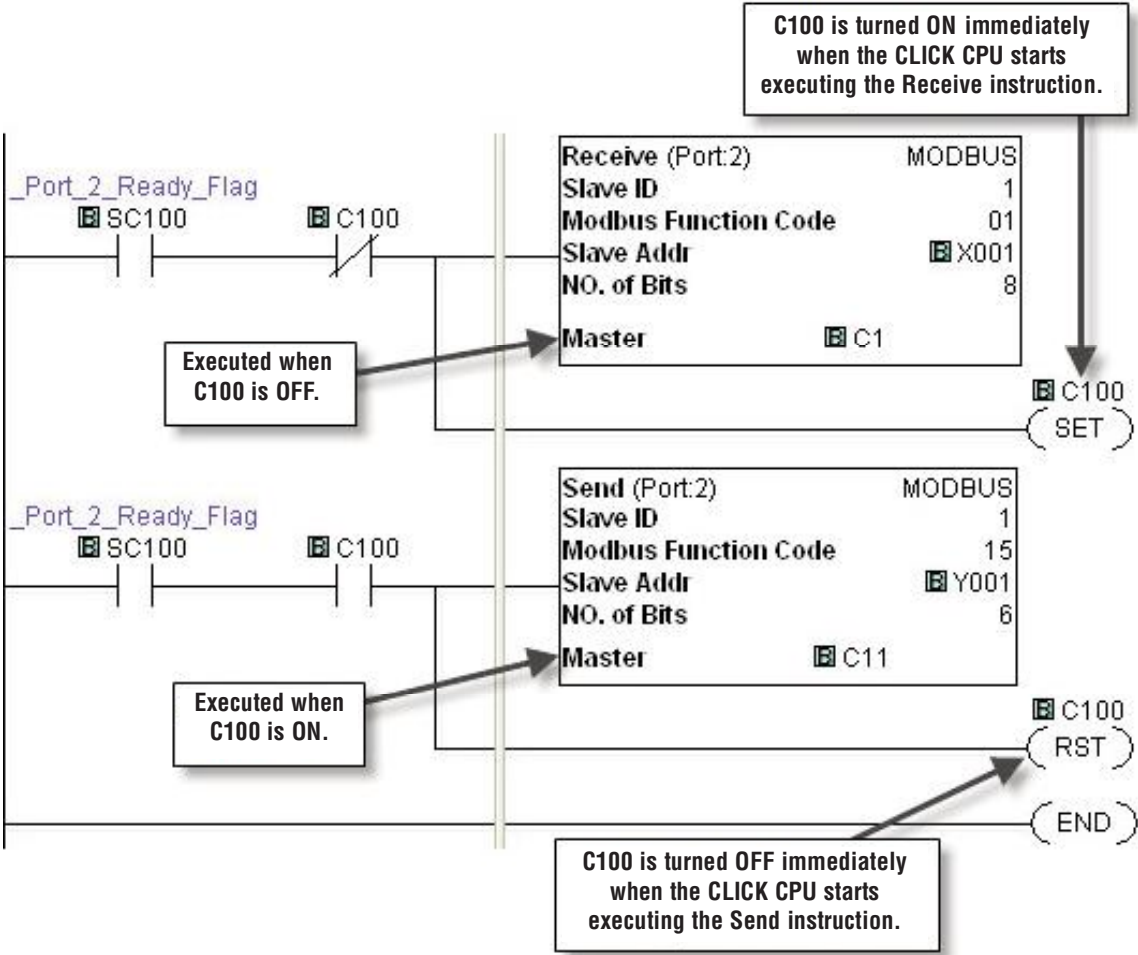 C100 is turned ON immediately
when the CLICK CPU starts
executing the Receive instruction.
_Port_2_Ready_Flag
B SC100
B C100
Receive (Port:2) MODBUS
Slave ID 1
Modbus Function Code 01
Slave Addr B X001
NO. of Bits 8
Master B C1
Executed when
C100 is OFF.
B C100
SET
_Port_2_Ready_Flag
B SC100
B C100
Send (Port:2) MODBUS
Slave ID 1
Modbus Function Code 15
Slave Addr B Y001
NO. of Bits 6
Master B C11
Executed when
C100 is ON.
B C100
RST
END
C100 is turned OFF immediately
when the CLICK CPU starts
executing the Send instruction.